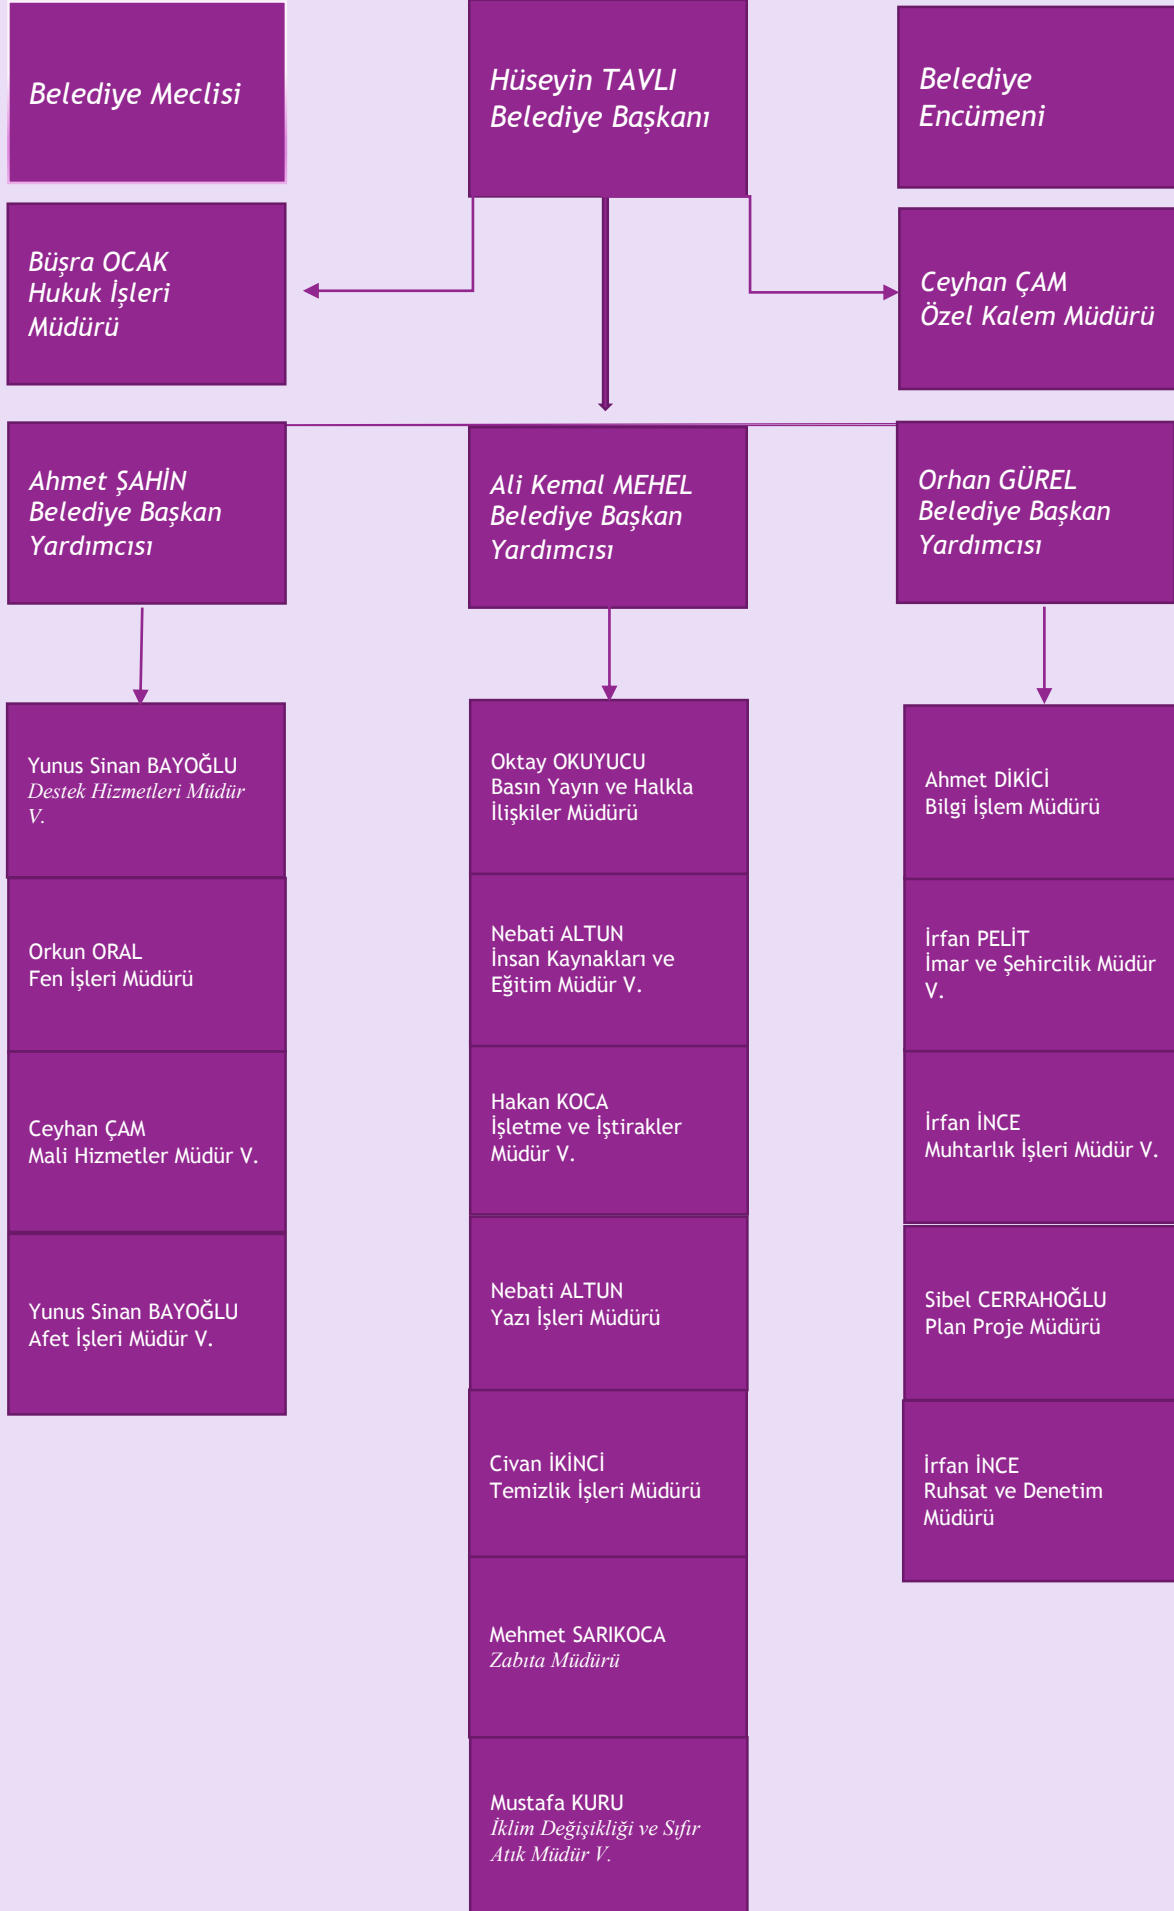 Belediye Meclisi
Hüseyin TAVLI
Belediye Başkanı
Belediye
Encümeni
Büşra OCAK
Hukuk İşleri
Müdürü
Ceyhan ÇAM
Özel Kalem Müdürü
Ahmet ŞAHİN
Belediye Başkan
Yardımcısı
Ali Kemal MEHEL
Belediye Başkan
Yardımcısı
Orhan GÜREL
Belediye Başkan
Yardımcısı
Yunus Sinan BAYOĞLU
Destek Hizmetleri Müdür
V.
Orkun ORAL
Fen İşleri Müdürü
Ceyhan ÇAM
Mali Hizmetler Müdür V.
Yunus Sinan BAYOĞLU
Afet İşleri Müdür V.
Oktay OKUYUCU
Basın Yayın ve Halkla
İlişkiler Müdürü
Nebati ALTUN
İnsan Kaynakları ve
Eğitim Müdür V.
Hakan KOCA
İşletme ve İştirakler
Müdür V.
Nebati ALTUN
Yazı İşleri Müdürü
Civan İKİNCİ
Temizlik İşleri Müdürü
Mehmet SARIKOCA
Zabıta Müdürü
Mustafa KURU
İklim Değişikliği ve Sıfır
Atık Müdür V.
Ahmet DİKİCİ
Bilgi İşlem Müdürü
İrfan PELİT
İmar ve Şehircilik Müdür
V.
İrfan İNCE
Muhtarlık İşleri Müdür V.
Sibel CERRAHOĞLU
Plan Proje Müdürü
İrfan İNCE
Ruhsat ve Denetim
Müdürü